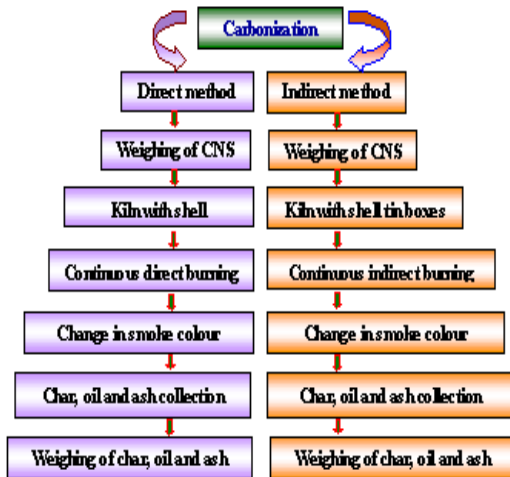 Carbonization
Direct method
Weighing of CNS
Kiln with shell
Continuous direct burning
Change in smoke colour
Char, oil and ash collection
Weighing of char, oil and ash
Indirect method
Weighing of CNS
Kiln with shell tin boxes
Continuous indirect burning
Change in smoke colour
Char, oil and ash collection
Weighing of char, oil and ash